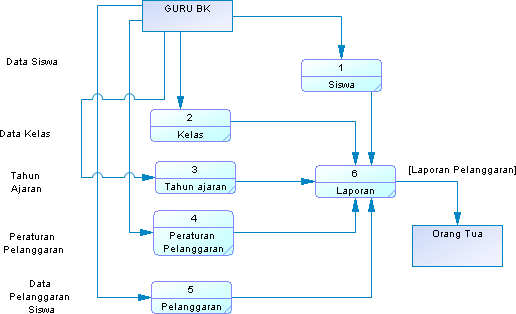 GURU BK
Data Siswa
1
Siswa
2
Kelas
Data Kelas
3
Tahun ajaran
Tahun
Ajaran
6
Laporan
[Laporan Pelanggaran]
4
Peraturan
Pelanggaran
Peraturan
Pelanggaran
Orang Tua
Data
Pelanggaran
Siswa
5
Pelanggaran